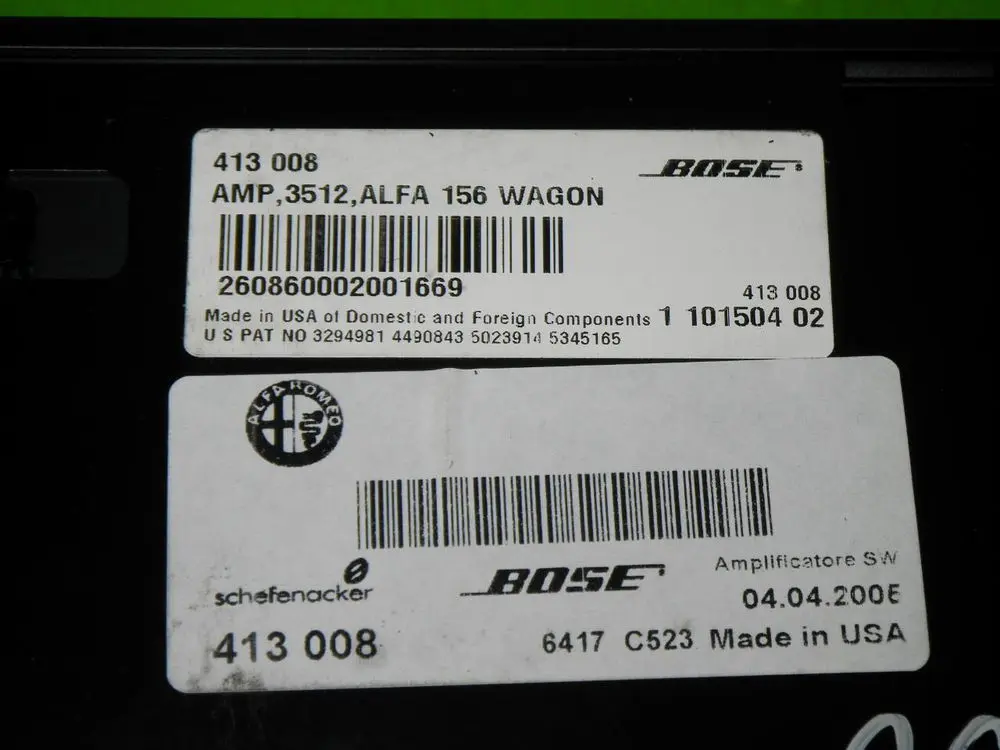 413 008
BOSE
AMP,3512,ALFA 156 WAGON
260860002001669
413 008
Made in USA of Domestic and Foreign Components 1 101504 02
U S PAT NO 3294981 4490843 5023914 5345165
ALFA ROMEO
schefenacker
BOSE
Amplificatore SW
413 008
6417 C523 Made in USA